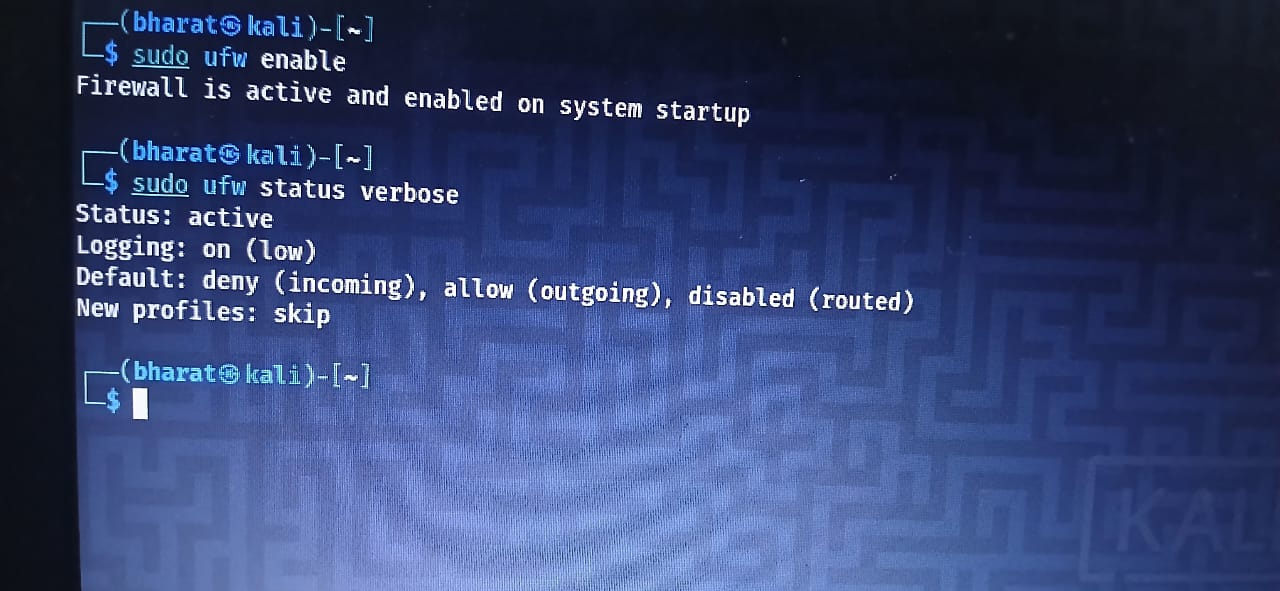 ┌──(bharat㉿kali)-[~]
└─$ sudo ufw enable
Firewall is active and enabled on system startup
┌──(bharat㉿kali)-[~]
└─$ sudo ufw status verbose
Status: active
Logging: on (low)
Default: deny (incoming), allow (outgoing), disabled (routed)
New profiles: skip
┌──(bharat㉿kali)-[~]
└─$
KAL